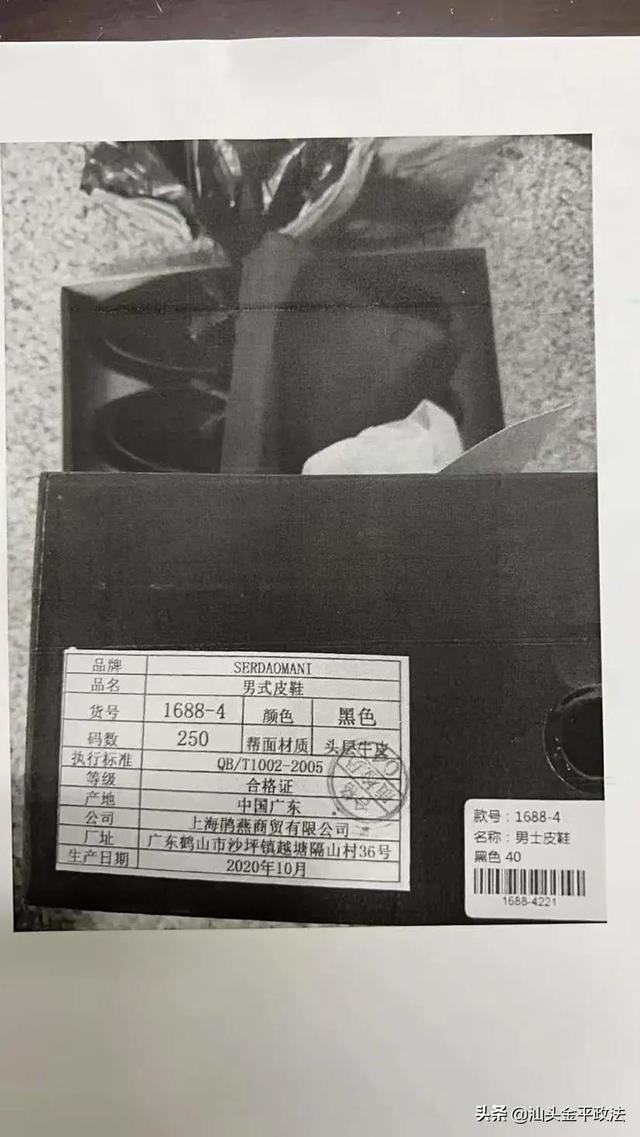 品牌 SERDAOMANI
品名 男式皮鞋
货号 1688-4 颜色 黑色
码数 250 帮面材质 头层牛皮
执行标准 QB/T1002-2005
等级 合格证
产地 中国广东
公司 上海鹃燕商贸有限公司
厂址 广东鹤山市沙坪镇越塘隔山村36号
生产日期 2020年10月
款号：1688-4
名称：男士皮鞋
黑色 40
1688-4221
头条 @汕头金平政法